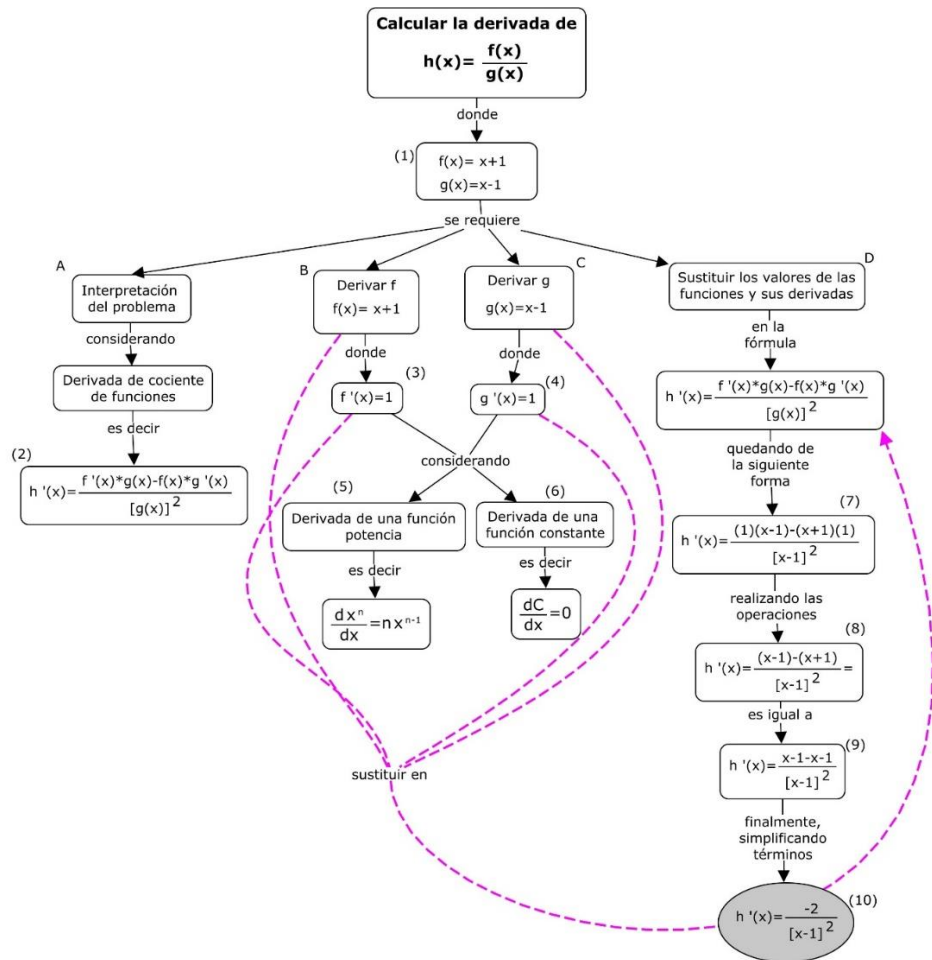 Calcular la derivada de
h(x)= f(x)/g(x)
donde
(1)
f(x)= x+1
g(x)=x-1
se requiere
A
Interpretación
del problema
considerando
Derivada de cociente
de funciones
es decir
(2)
h '(x)= f '(x)*g(x)-f(x)*g '(x) / [g(x)]²
B
Derivar f
f(x)= x+1
donde
(3)
f '(x)=1
C
Derivar g
g(x)=x-1
donde
(4)
g '(x)=1
considerando
(5)
Derivada de una función
potencia
es decir
dxⁿ/dx =nxⁿ⁻¹
(6)
Derivada de una
función constante
es decir
dC/dx =0
sustituir en
D
Sustituir los valores de las
funciones y sus derivadas
en la
fórmula
h '(x)= f '(x)*g(x)-f(x)*g '(x) / [g(x)]²
quedando de
la siguiente
forma
(7)
h '(x)= (1)(x-1)-(x+1)(1) / [x-1]²
realizando las
operaciones
(8)
h '(x)= (x-1)-(x+1) / [x-1]² =
es igual a
(9)
h '(x)= x-1-x-1 / [x-1]²
finalmente,
simplificando
términos
(10)
h '(x)= -2 / [x-1]²